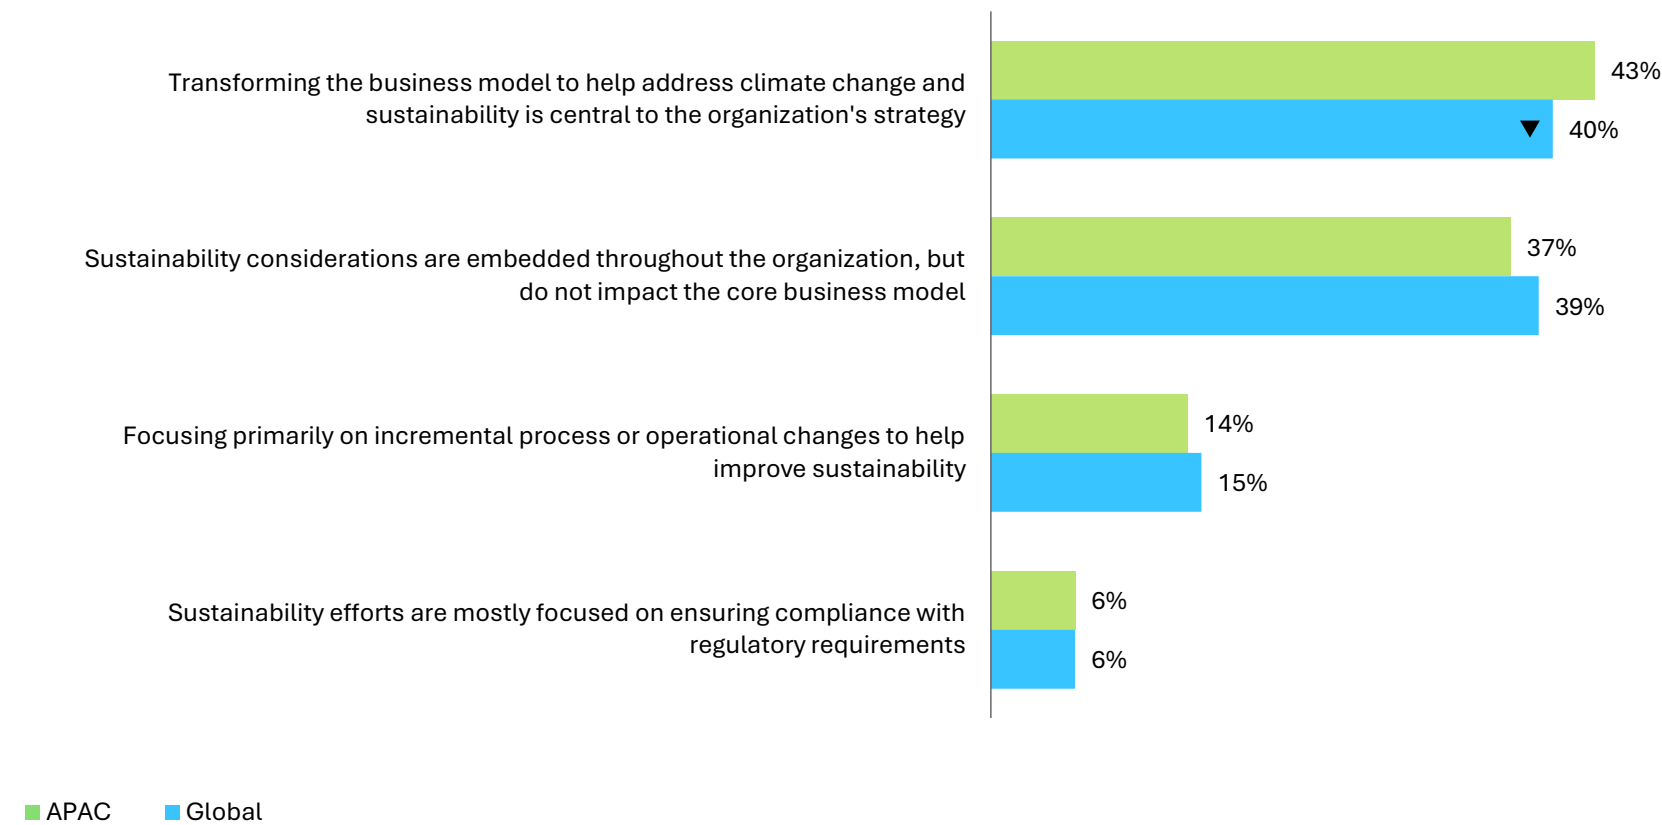 Transforming the business model to help address climate change and
sustainability is central to the organization's strategy
43%
40%
Sustainability considerations are embedded throughout the organization, but
do not impact the core business model
37%
39%
Focusing primarily on incremental process or operational changes to help
improve sustainability
14%
15%
Sustainability efforts are mostly focused on ensuring compliance with
regulatory requirements
6%
6%
APAC Global